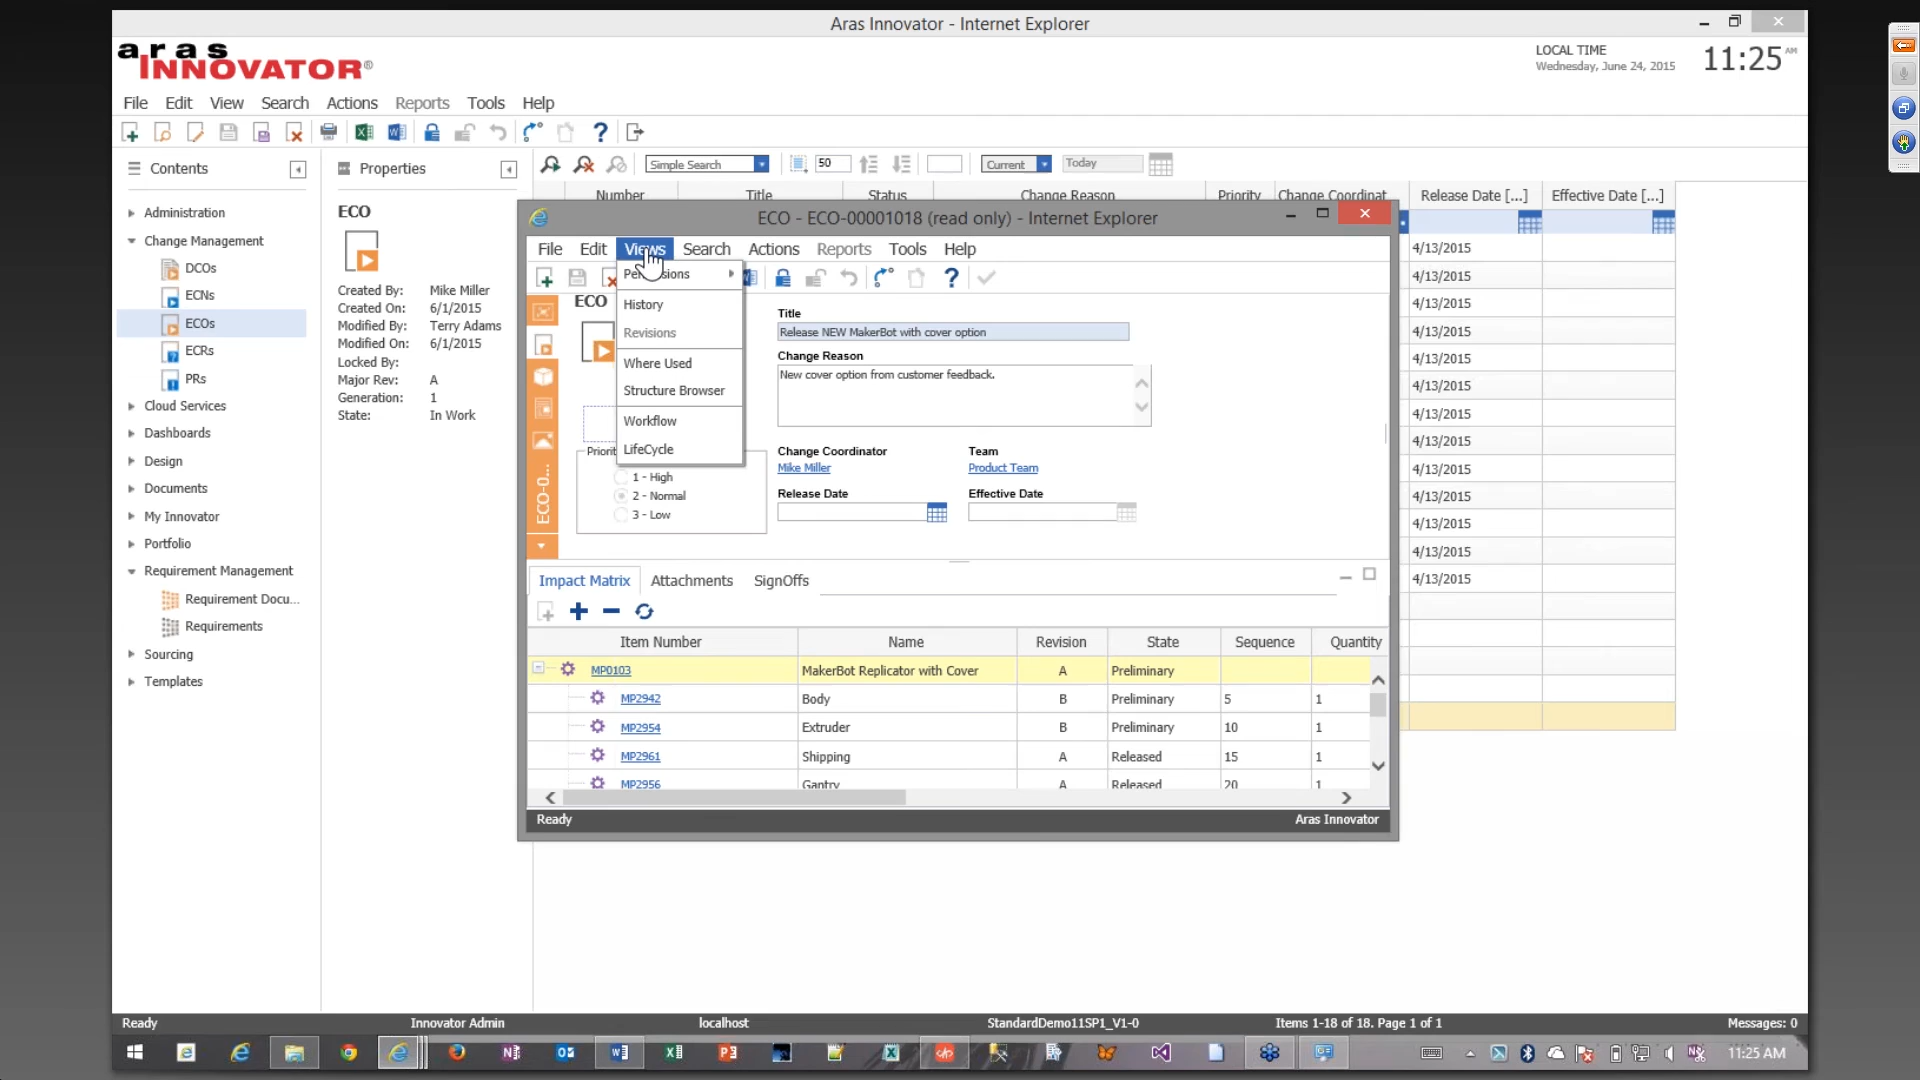 Aras Innovator - Internet Explorer
aras
INNOVATOR®
LOCAL TIME
Wednesday, June 24, 2015
11:25 AM
File Edit View Search Actions Reports Tools Help
Contents
Properties
Simple Search
50
Current
Today
Number Title Status Change Reason Priority Change Coordinat Release Date [...] Effective Date [...]
Administration
Change Management
DCOs
ECNs
ECOs
ECRs
PRs
Cloud Services
Dashboards
Design
Documents
My Innovator
Portfolio
Requirement Management
Requirement Docu...
Requirements
Sourcing
Templates
ECO
Created By: Mike Miller
Created On: 6/1/2015
Modified By: Terry Adams
Modified On: 6/1/2015
Locked By:
Major Rev: A
Generation: 1
State: In Work
4/13/2015
4/13/2015
4/13/2015
4/13/2015
4/13/2015
4/13/2015
4/13/2015
4/13/2015
4/13/2015
4/13/2015
4/13/2015
4/13/2015
4/13/2015
ECO - ECO-00001018 (read only) - Internet Explorer
File Edit Views Search Actions Reports Tools Help
History
Revisions
Where Used
Structure Browser
Workflow
LifeCycle
ECO
ECO-0...
Title
Release NEW MakerBot with cover option
Change Reason
New cover option from customer feedback.
Change Coordinator
Mike Miller
Team
Product Team
Release Date
Effective Date
1 - High
2 - Normal
3 - Low
Impact Matrix Attachments SignOffs
Item Number Name Revision State Sequence Quantity
MP0103 MakerBot Replicator with Cover A Preliminary
MP2942 Body B Preliminary 5 1
MP2954 Extruder B Preliminary 10 1
MP2961 Shipping A Released 15 1
MP2956 Gantry A Released 20 1
Ready
Aras Innovator
Ready
Innovator Admin
localhost
StandardDemo11SP1_V1-0
Items 1-18 of 18. Page 1 of 1
Messages: 0
11:25 AM